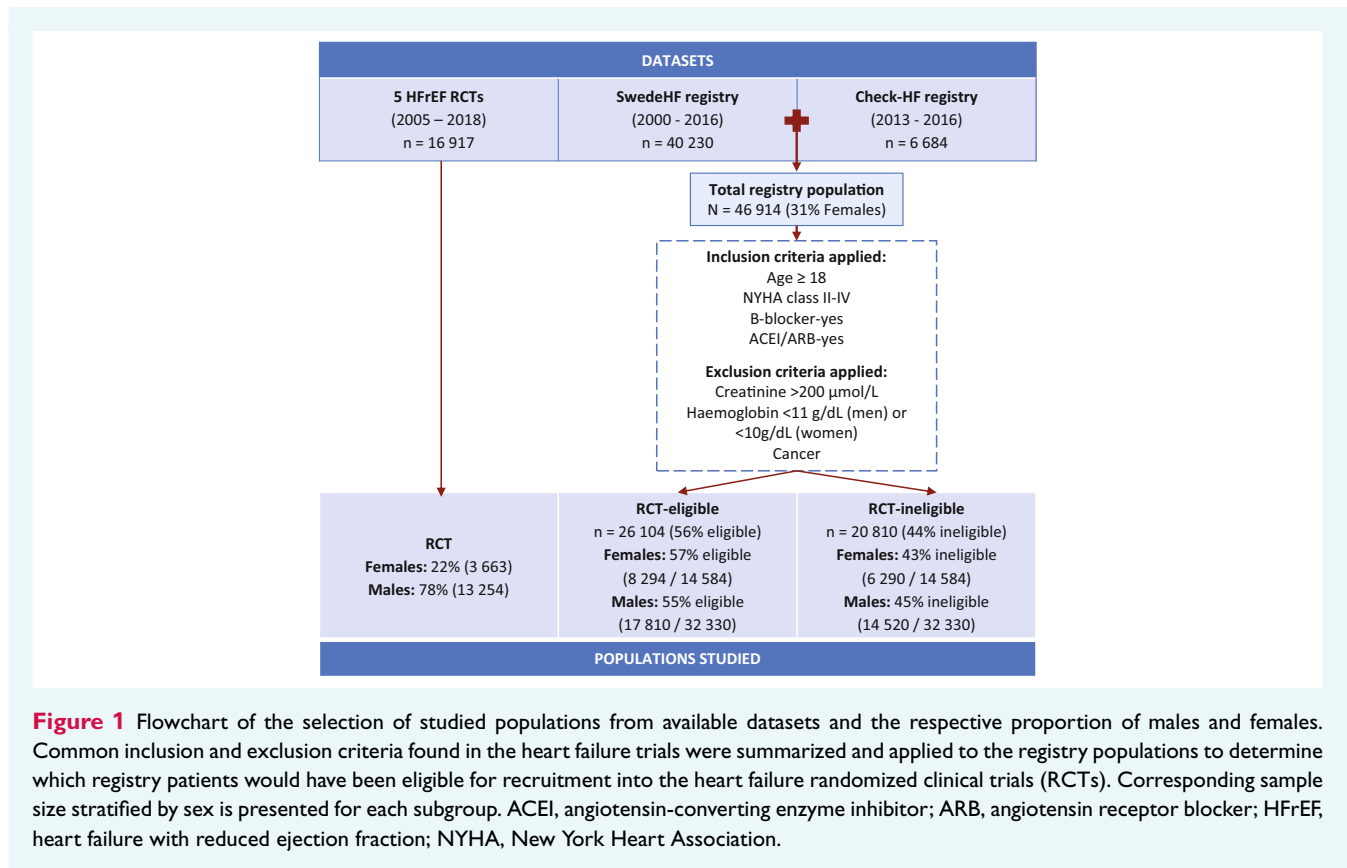 DATASETS
5 HFrEF RCTs
(2005 – 2018)
n = 16 917
SwedeHF registry
(2000 - 2016)
n = 40 230
Check-HF registry
(2013 - 2016)
n = 6 684
Total registry population
N = 46 914 (31% Females)
Inclusion criteria applied:
Age ≥ 18
NYHA class II-IV
B-blocker-yes
ACEI/ARB-yes
Exclusion criteria applied:
Creatinine >200 µmol/L
Haemoglobin <11 g/dL (men) or
<10g/dL (women)
Cancer
RCT
Females: 22% (3 663)
Males: 78% (13 254)
RCT-eligible
n = 26 104 (56% eligible)
Females: 57% eligible
(8 294 / 14 584)
Males: 55% eligible
(17 810 / 32 330)
RCT-ineligible
n = 20 810 (44% ineligible)
Females: 43% ineligible
(6 290 / 14 584)
Males: 45% ineligible
(14 520 / 32 330)
POPULATIONS STUDIED
Figure 1 Flowchart of the selection of studied populations from available datasets and the respective proportion of males and females.
Common inclusion and exclusion criteria found in the heart failure trials were summarized and applied to the registry populations to determine
which registry patients would have been eligible for recruitment into the heart failure randomized clinical trials (RCTs). Corresponding sample
size stratified by sex is presented for each subgroup. ACEI, angiotensin-converting enzyme inhibitor; ARB, angiotensin receptor blocker; HFrEF,
heart failure with reduced ejection fraction; NYHA, New York Heart Association.